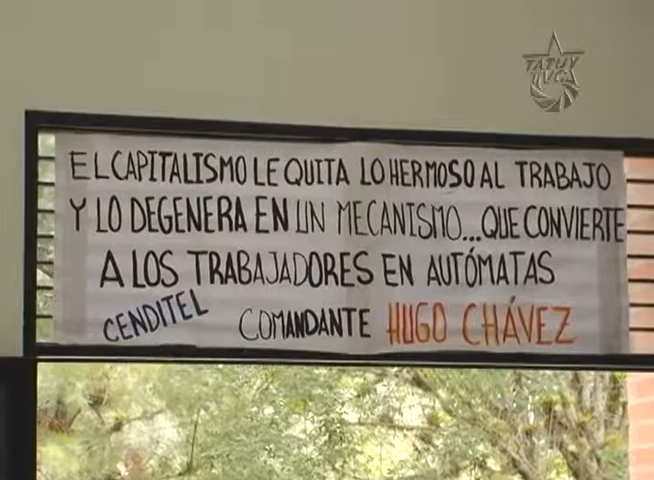 TATUY
TVC
EL CAPITALISMO LE QUITA LO HERMOSO AL TRABAJO
Y LO DEGENERA EN UN MECANISMO...QUE CONVIERTE
A LOS TRABAJADORES EN AUTÓMATAS
CENDITEL COMANDANTE HUGO CHÁVEZ